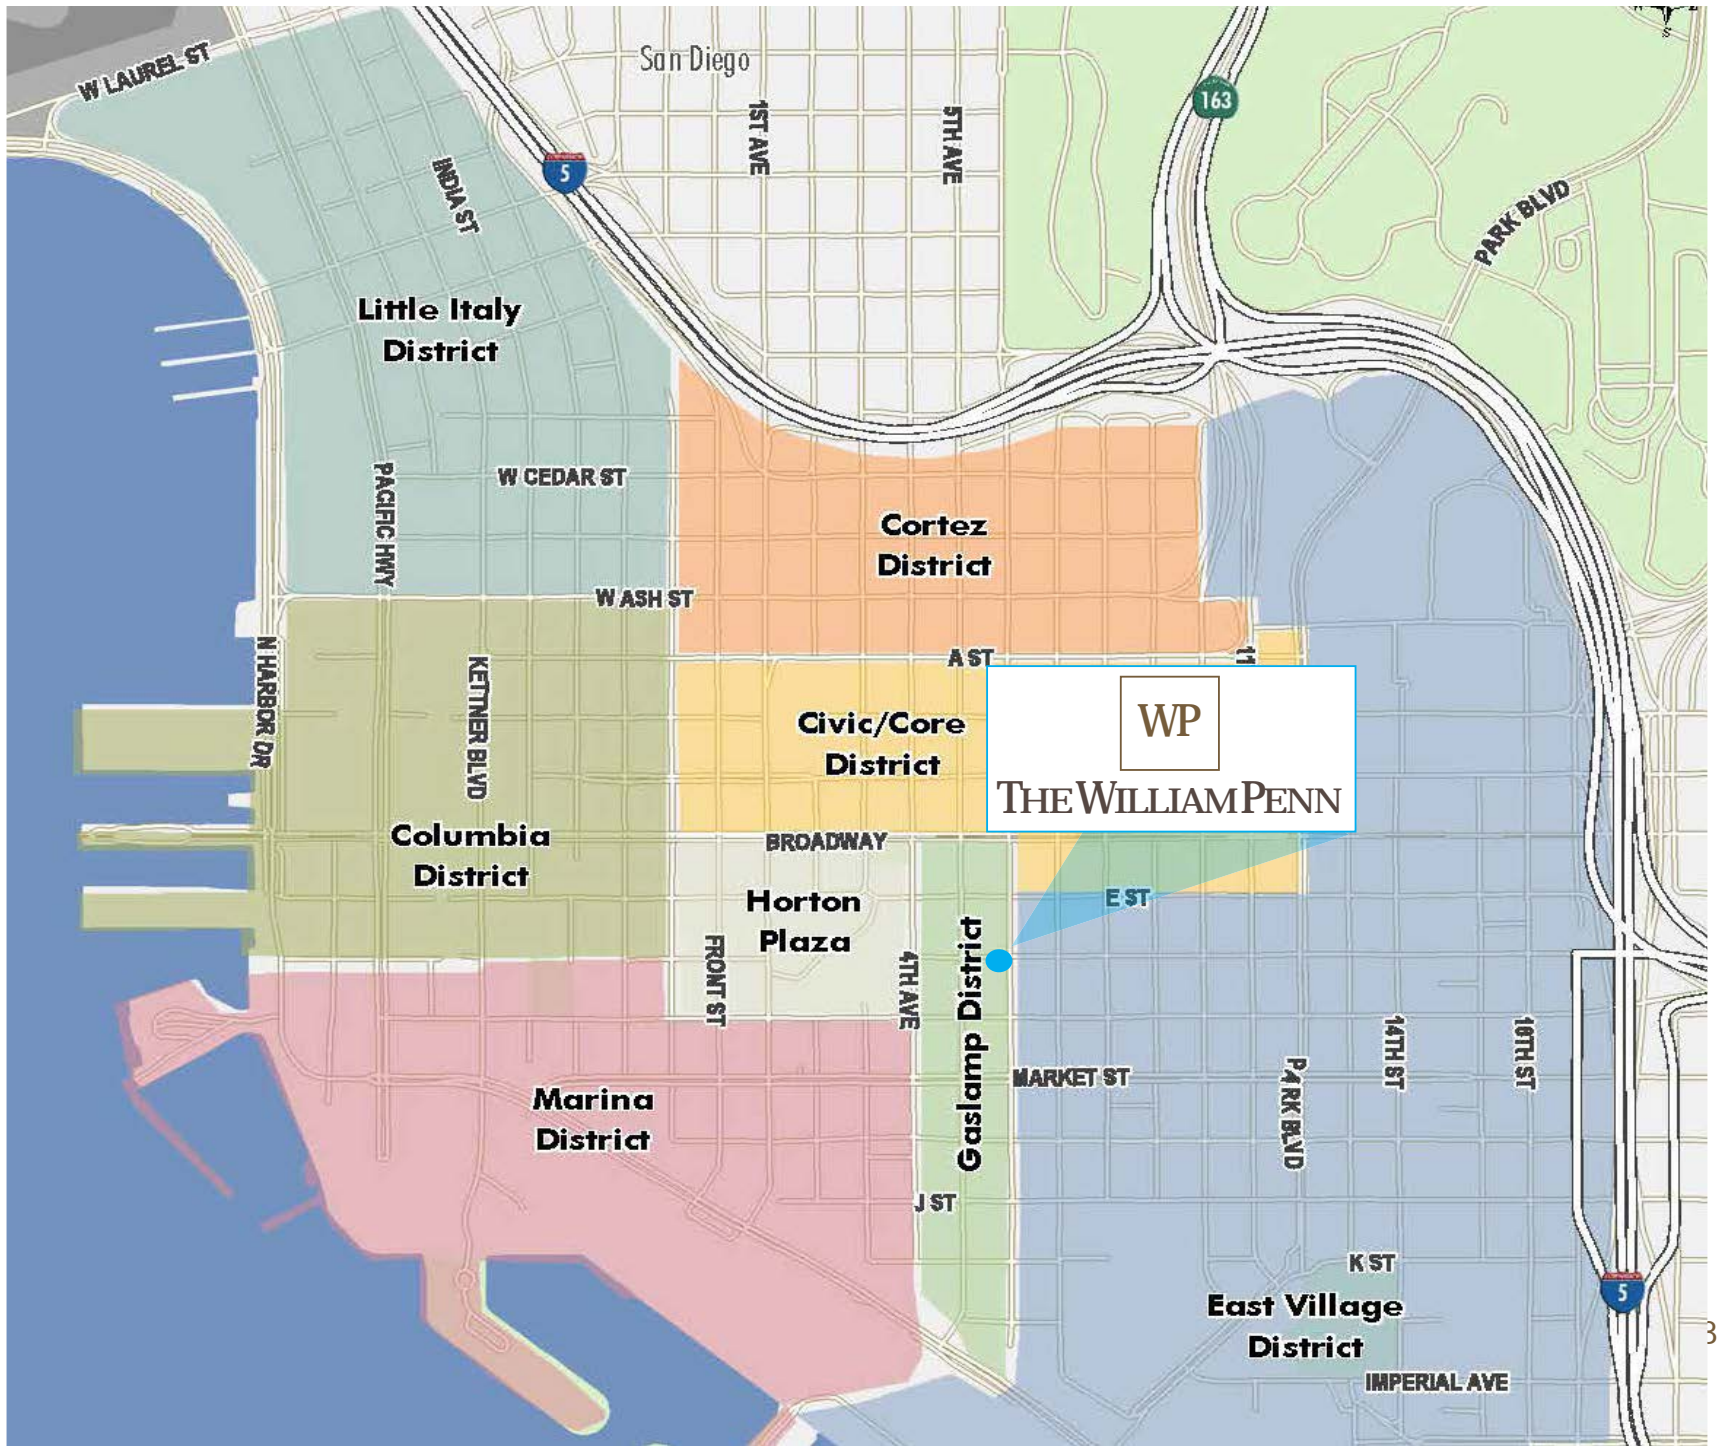 S
W LAUREL ST
San Diego
163
1ST AVE
5TH AVE
5
INDIA ST
PARK BLVD
Little Italy
District
PACIFIC HWY
W CEDAR ST
Cortez
District
W ASH ST
N HARBOR DR
KETTNER BLVD
A ST
11
WP
THE WILLIAM PENN
Civic/Core
District
Columbia
District
BROADWAY
Horton
Plaza
E ST
FRONT ST
4TH AVE
Gaslamp District
14TH ST
16TH ST
PARK BLVD
MARKET ST
Marina
District
J ST
K ST
5
East Village
District
3
IMPERIAL AVE